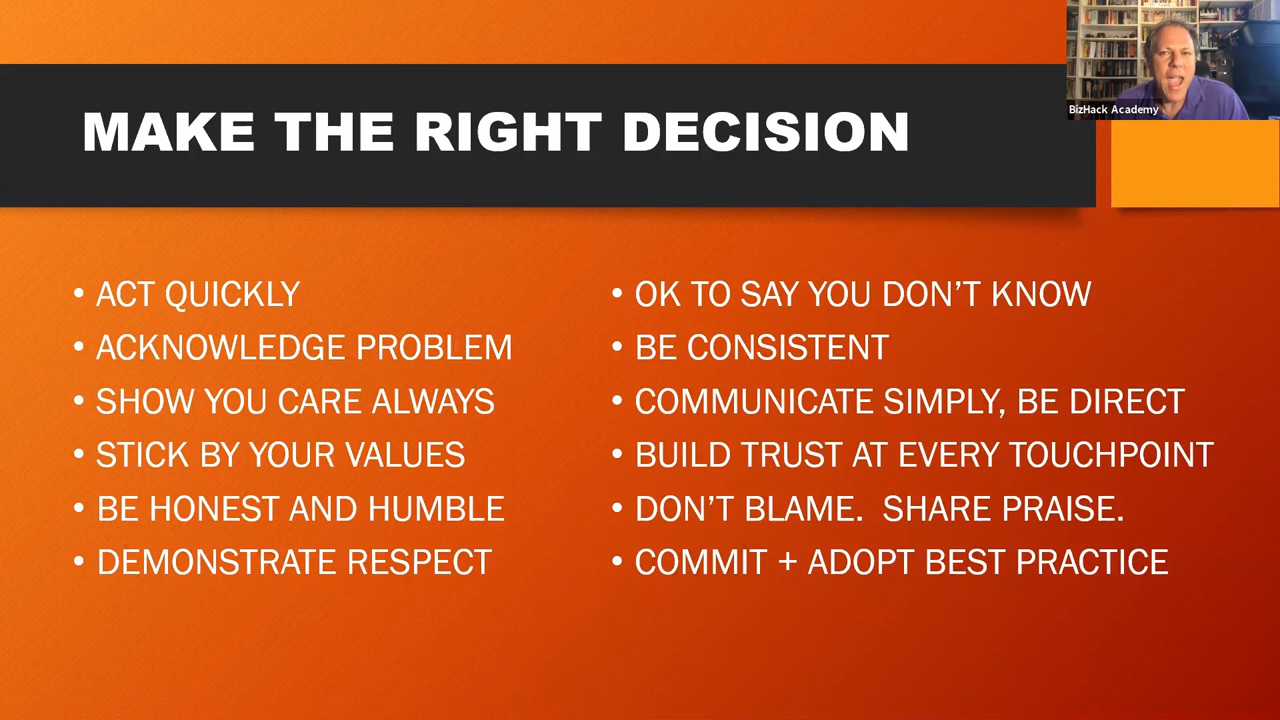 MAKE THE RIGHT DECISION
BizHack Academy
• ACT QUICKLY
• ACKNOWLEDGE PROBLEM
• SHOW YOU CARE ALWAYS
• STICK BY YOUR VALUES
• BE HONEST AND HUMBLE
• DEMONSTRATE RESPECT
• OK TO SAY YOU DON’T KNOW
• BE CONSISTENT
• COMMUNICATE SIMPLY, BE DIRECT
• BUILD TRUST AT EVERY TOUCHPOINT
• DON’T BLAME.  SHARE PRAISE.
• COMMIT + ADOPT BEST PRACTICE